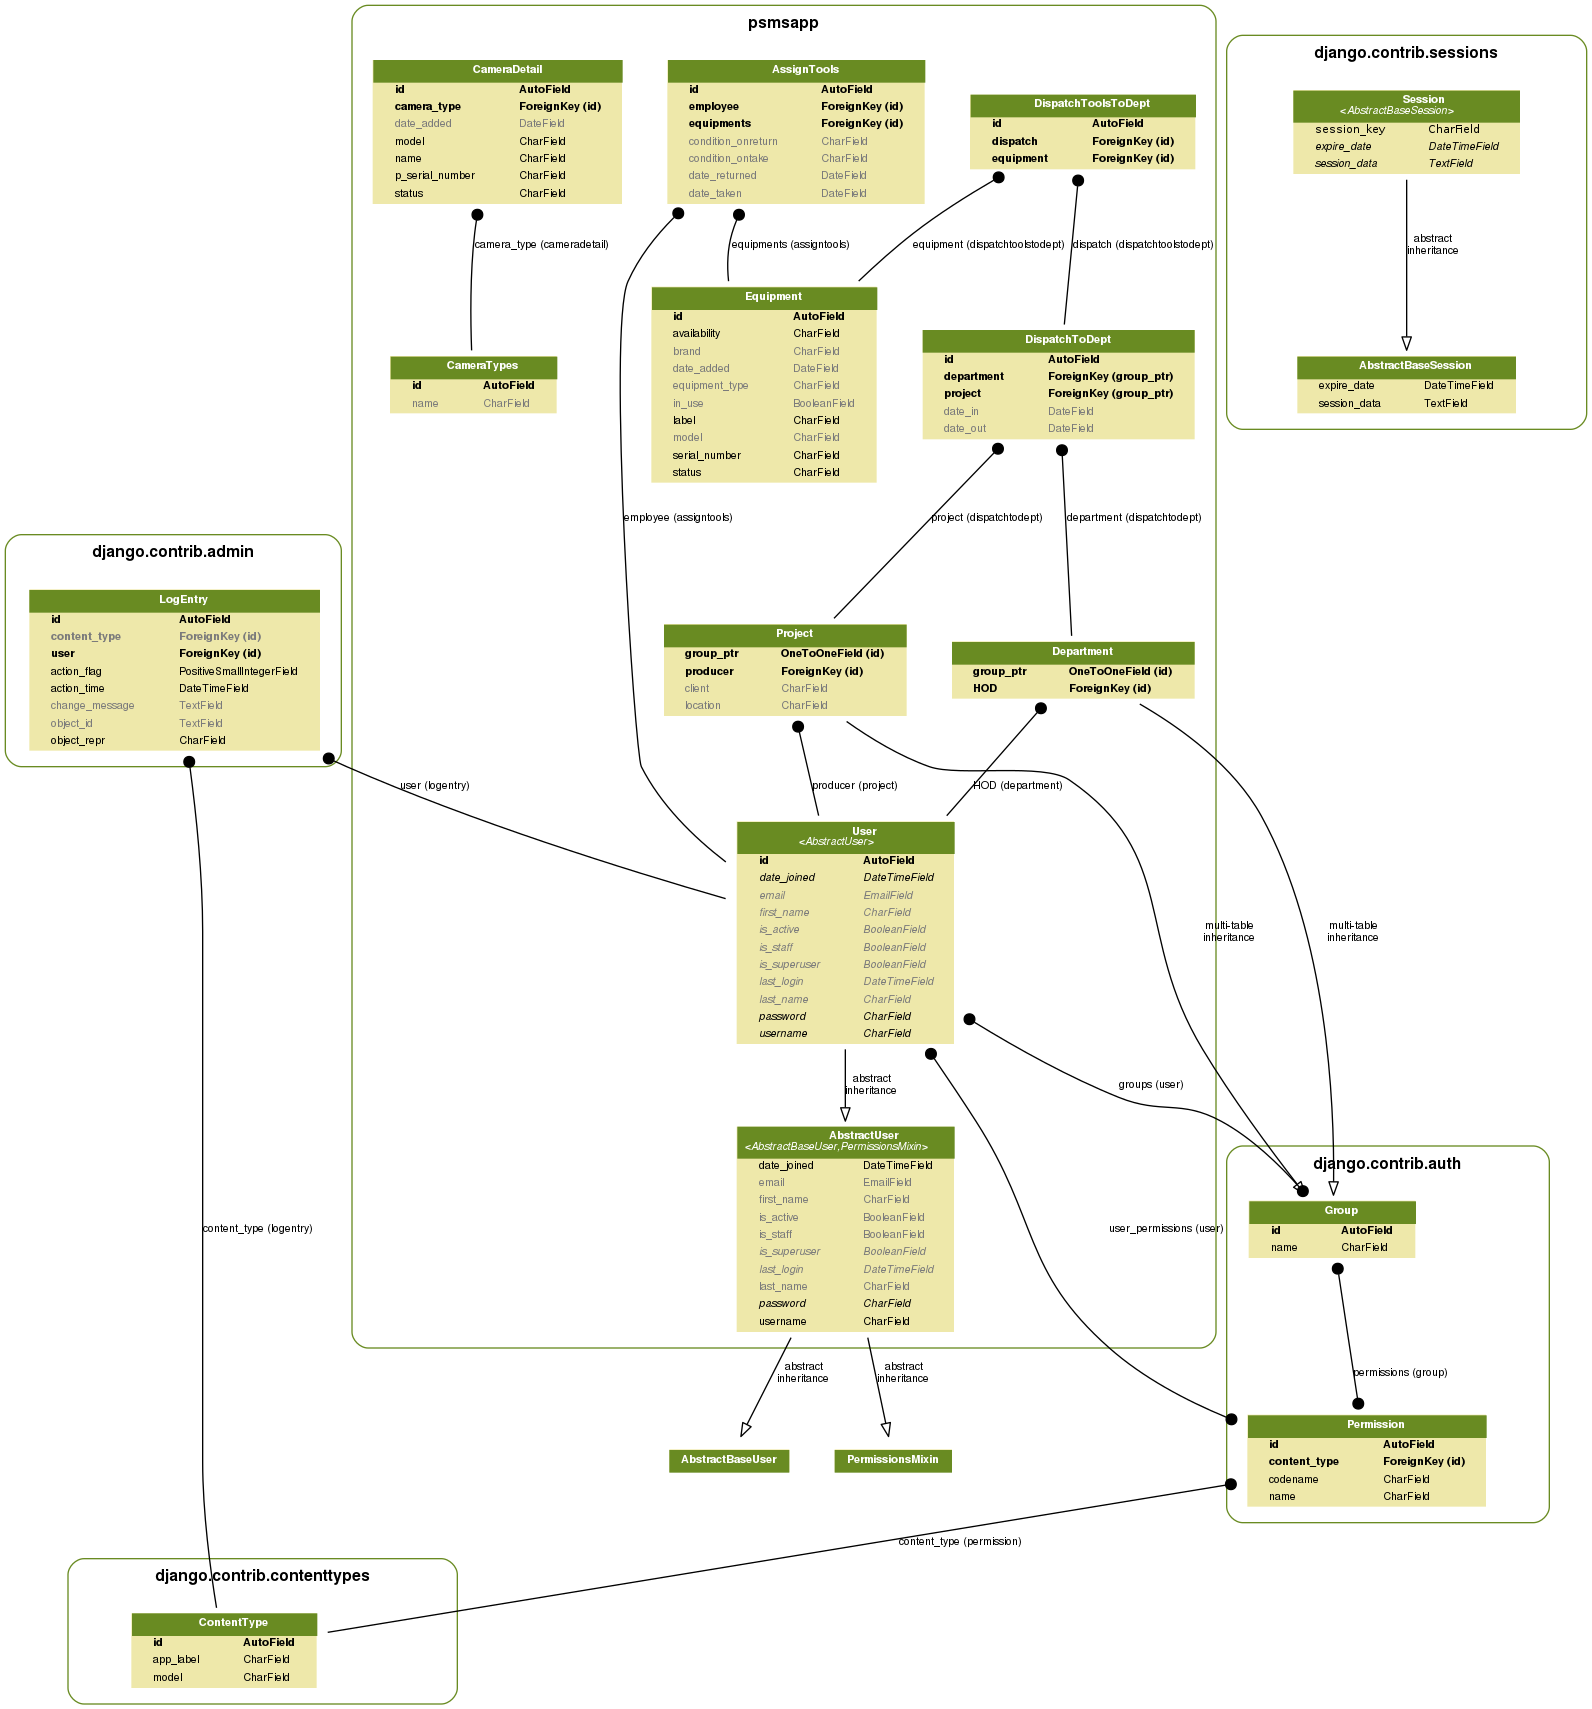 psmsapp
CameraDetail
id AutoField
camera_type ForeignKey (id)
date_added DateField
model CharField
name CharField
p_serial_number CharField
status CharField
AssignTools
id AutoField
employee ForeignKey (id)
equipments ForeignKey (id)
condition_onreturn CharField
condition_ontake CharField
date_returned DateField
date_taken DateField
DispatchToolsToDept
id AutoField
dispatch ForeignKey (id)
equipment ForeignKey (id)
django.contrib.sessions
Session
<AbstractBaseSession>
session_key CharField
expire_date DateTimeField
session_data TextField
camera_type (cameradetail)
equipments (assigntools)
equipment (dispatchtoolstodept)
dispatch (dispatchtoolstodept)
abstract
inheritance
CameraTypes
id AutoField
name CharField
Equipment
id AutoField
availability CharField
brand CharField
date_added DateField
equipment_type CharField
in_use BooleanField
label CharField
model CharField
serial_number CharField
status CharField
DispatchToDept
id AutoField
department ForeignKey (group_ptr)
project ForeignKey (group_ptr)
date_in DateField
date_out DateField
AbstractBaseSession
expire_date DateTimeField
session_data TextField
employee (assigntools)
project (dispatchtodept)
department (dispatchtodept)
django.contrib.admin
LogEntry
id AutoField
content_type ForeignKey (id)
user ForeignKey (id)
action_flag PositiveSmallIntegerField
action_time DateTimeField
change_message TextField
object_id TextField
object_repr CharField
Project
group_ptr OneToOneField (id)
producer ForeignKey (id)
client CharField
location CharField
Department
group_ptr OneToOneField (id)
HOD ForeignKey (id)
user (logentry)
producer (project)
HOD (department)
User
<AbstractUser>
id AutoField
date_joined DateTimeField
email EmailField
first_name CharField
is_active BooleanField
is_staff BooleanField
is_superuser BooleanField
last_login DateTimeField
last_name CharField
password CharField
username CharField
multi-table
inheritance
multi-table
inheritance
abstract
inheritance
groups (user)
AbstractUser
<AbstractBaseUser,PermissionsMixin>
date_joined DateTimeField
email EmailField
first_name CharField
is_active BooleanField
is_staff BooleanField
is_superuser BooleanField
last_login DateTimeField
last_name CharField
password CharField
username CharField
content_type (logentry)
user_permissions (user)
django.contrib.auth
Group
id AutoField
name CharField
permissions (group)
abstract
inheritance
abstract
inheritance
AbstractBaseUser
PermissionsMixin
Permission
id AutoField
content_type ForeignKey (id)
codename CharField
name CharField
content_type (permission)
django.contrib.contenttypes
ContentType
id AutoField
app_label CharField
model CharField